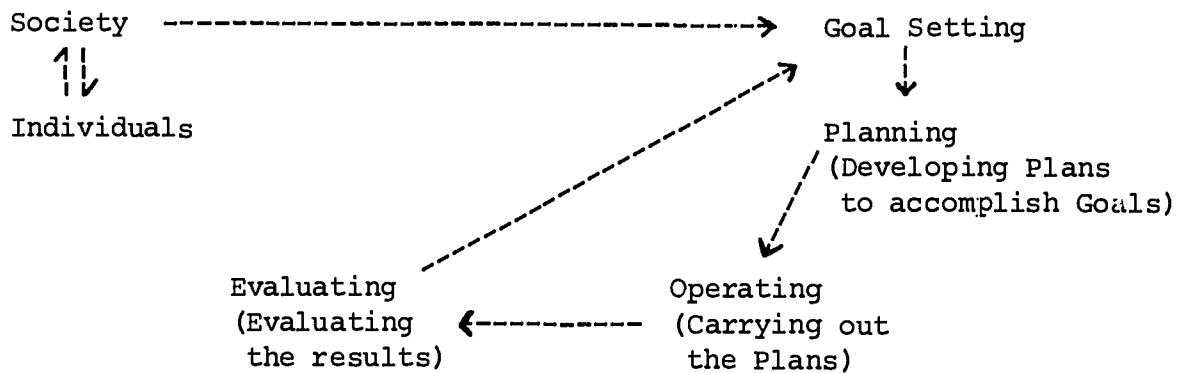 Society
Goal Setting
Individuals
Planning
(Developing Plans
to accomplish Goals)
Evaluating
(Evaluating
the results)
Operating
(Carrying out
the Plans)